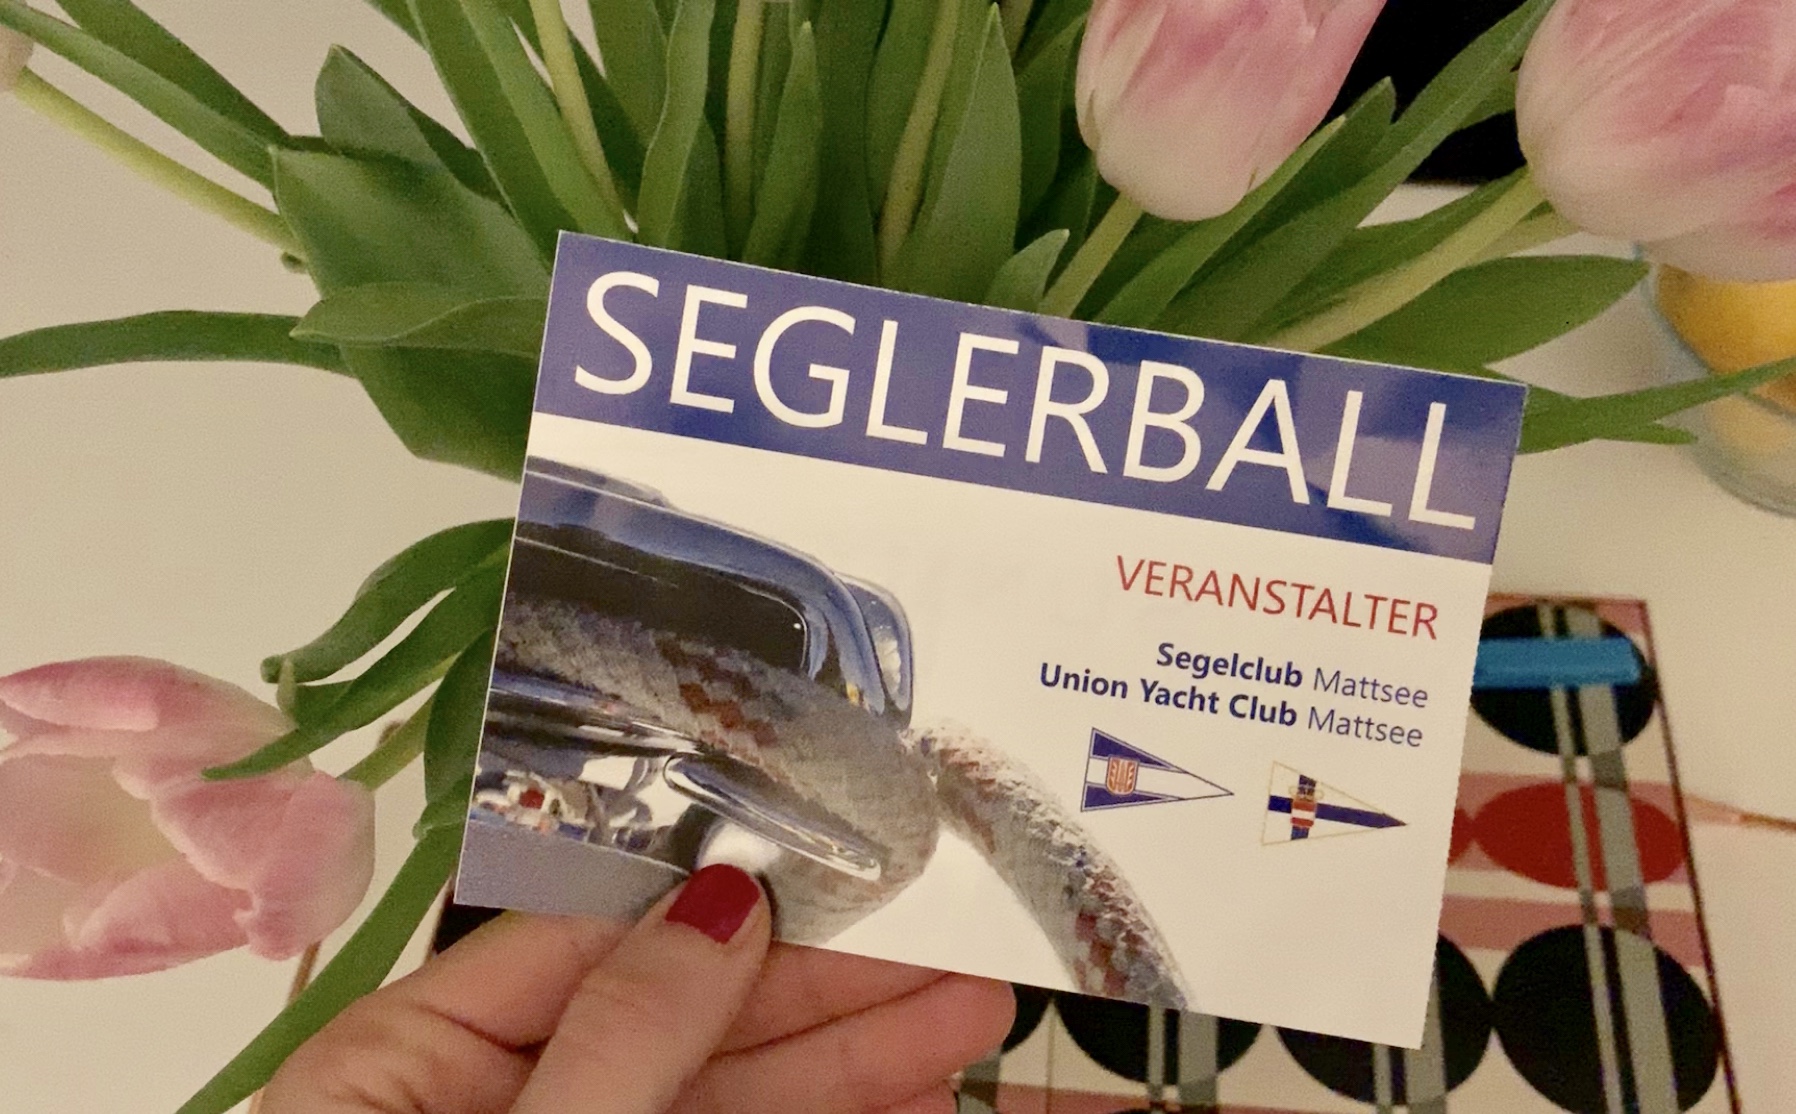 SEGLERBALL
VERANSTALTER
Segelclub Mattsee
Union Yacht Club Mattsee